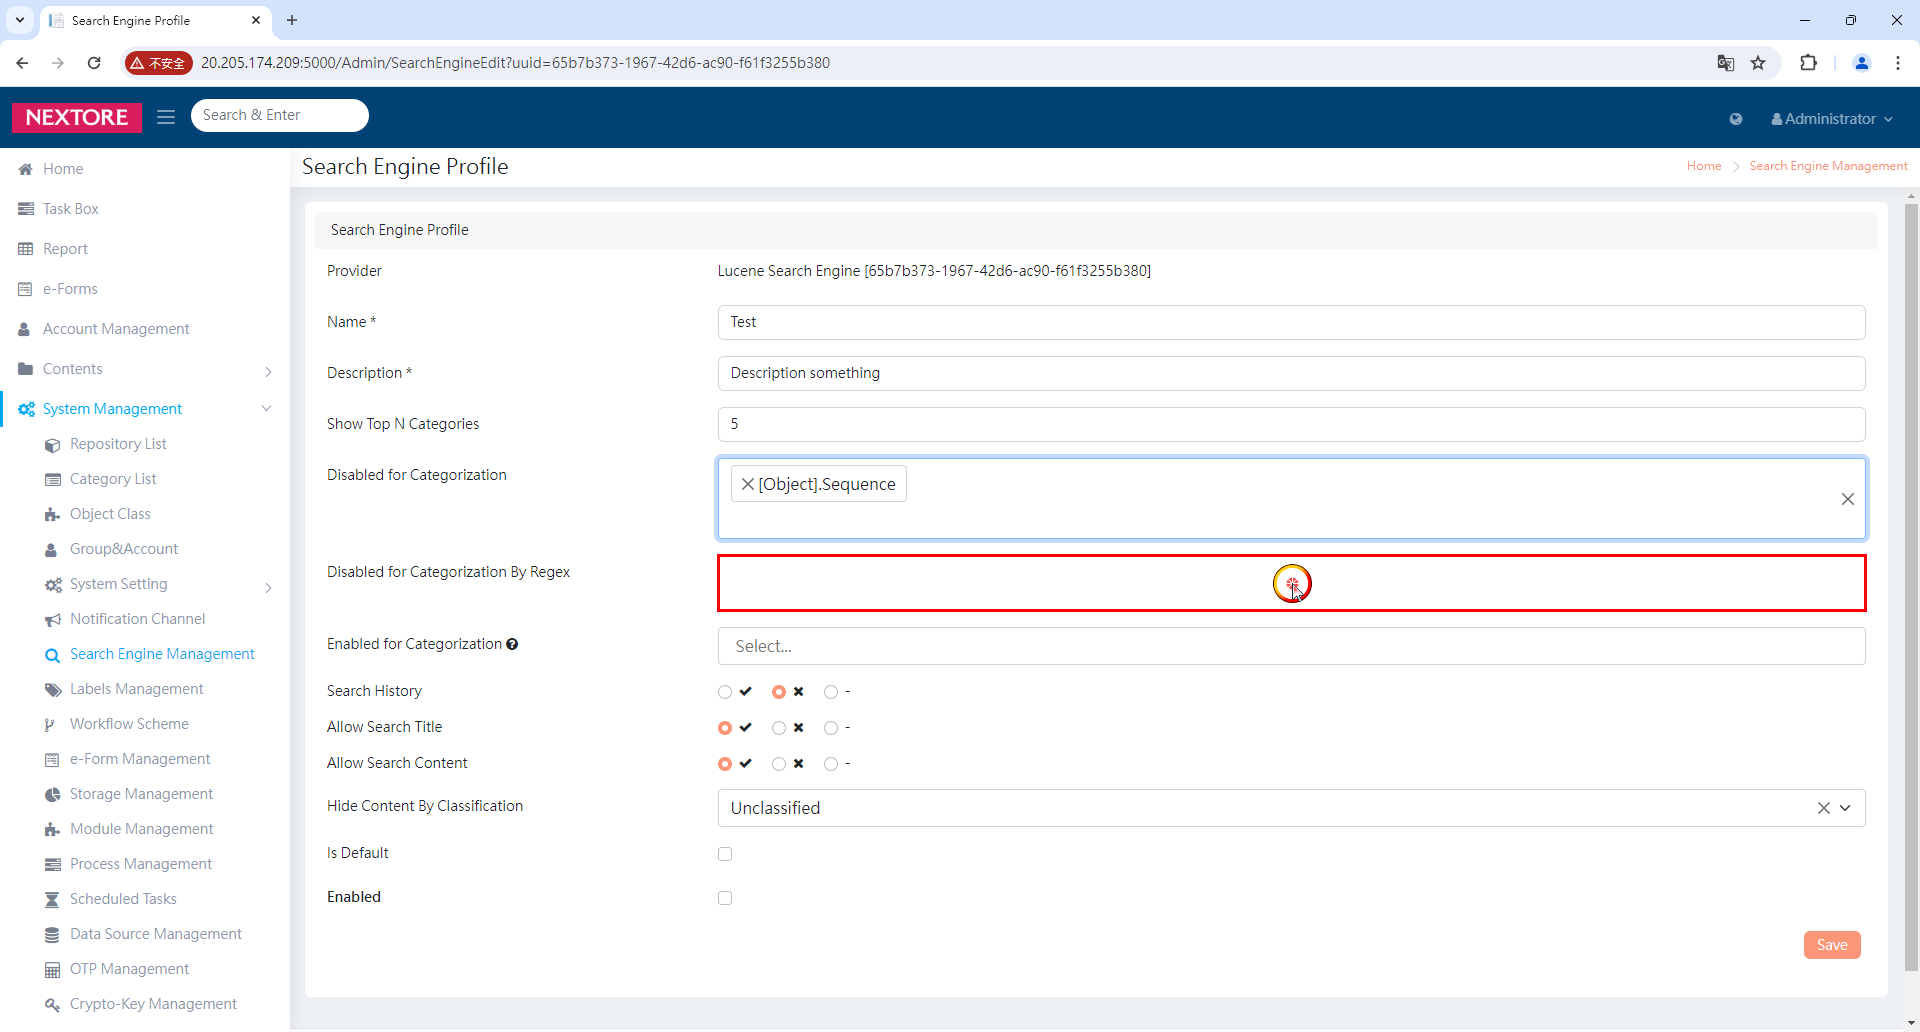 Search Engine Profile
不安全
20.205.174.209:5000/Admin/SearchEngineEdit?uuid=65b7b373-1967-42d6-ac90-f61f3255b380
NEXTORE
Search & Enter
Administrator
Home
Task Box
Report
e-Forms
Account Management
Contents
System Management
Repository List
Category List
Object Class
Group&Account
System Setting
Notification Channel
Search Engine Management
Labels Management
Workflow Scheme
e-Form Management
Storage Management
Module Management
Process Management
Scheduled Tasks
Data Source Management
OTP Management
Crypto-Key Management
Search Engine Profile
Home > Search Engine Management
Search Engine Profile
Provider Lucene Search Engine [65b7b373-1967-42d6-ac90-f61f3255b380]
Name * Test
Description * Description something
Show Top N Categories 5
Disabled for Categorization [Object].Sequence
Disabled for Categorization By Regex
Enabled for Categorization Select...
Search History -
Allow Search Title -
Allow Search Content -
Hide Content By Classification Unclassified
Is Default
Enabled
Save